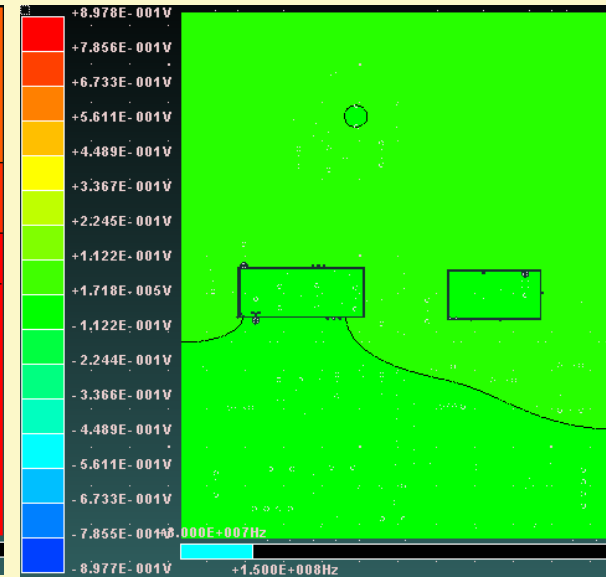 +8.978E-001V
+7.856E-001V
+6.733E-001V
+5.611E-001V
+4.489E-001V
+3.367E-001V
+2.245E-001V
+1.122E-001V
+1.718E-005V
-1.122E-001V
-2.244E-001V
-3.366E-001V
-4.489E-001V
-5.611E-001V
-6.733E-001V
-7.855E-001V
.000E+007Hz
-8.977E-001V
+1.500E+008Hz